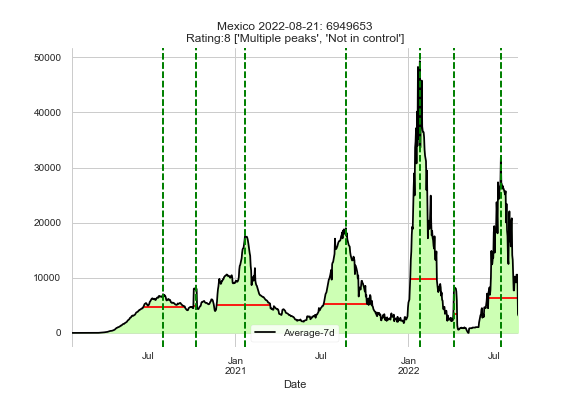 Mexico 2022-08-21: 6949653
Rating:8 ['Multiple peaks', 'Not in control']
50000
40000
30000
20000
10000
0
Average-7d
Jul
Jan
2021
Jul
Jan
2022
Jul
Date